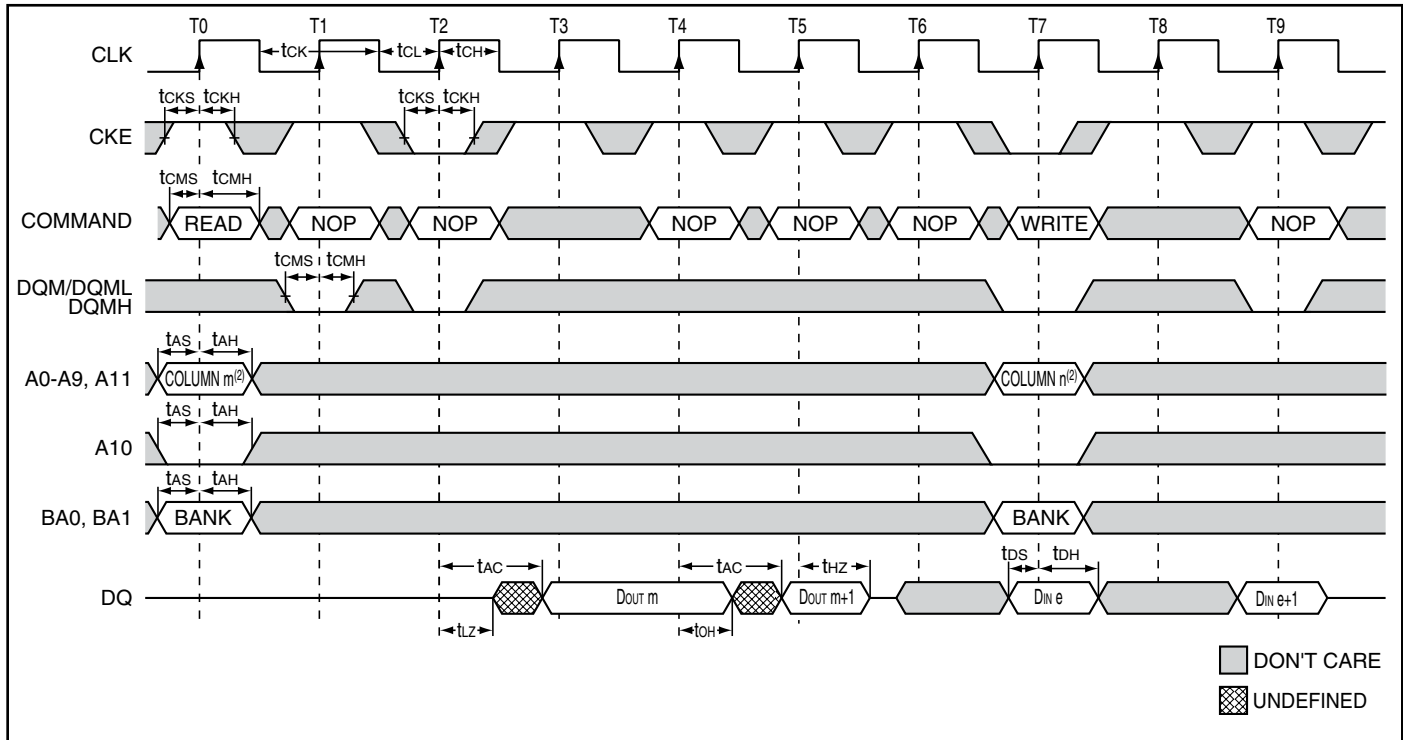 T0 T1 T2 T3 T4 T5 T6 T7 T8 T9
CLK tCK tCL tCH
tCKS tCKH tCKS tCKH
CKE
tCMS tCMH
COMMAND READ NOP NOP NOP NOP NOP WRITE NOP
tCMS tCMH
DQM/DQML
DQMH
tAS tAH
A0-A9, A11 COLUMN m(2) COLUMN n(2)
tAS tAH
A10
tAS tAH
BA0, BA1 BANK BANK
tAC tAC tHZ tDS tDH
DQ DOUT m DOUT m+1 DIN e DIN e+1
tLZ tOH
DON'T CARE
UNDEFINED